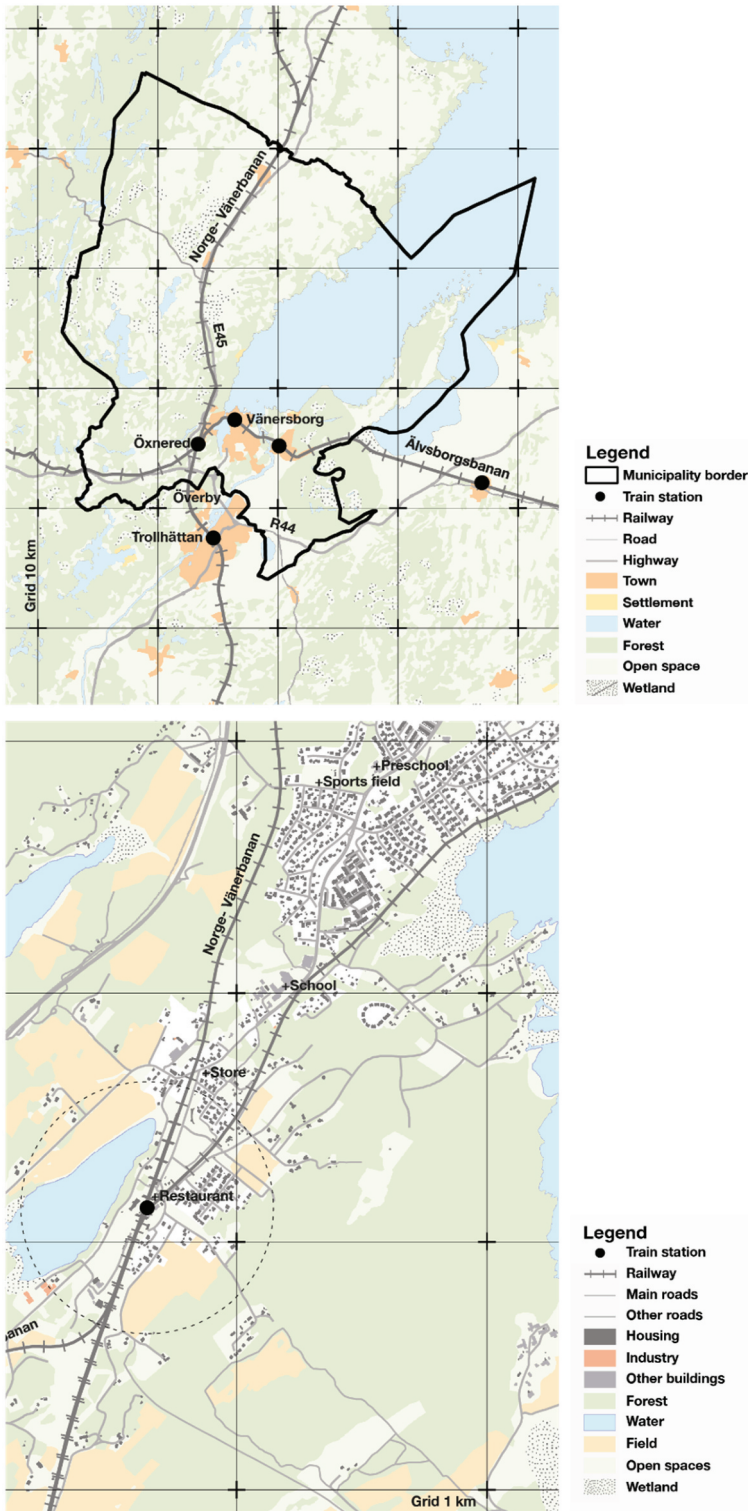 Norge- Vänerbanan
E45
Vänersborg
Öxnered
Älvsborgsbanan
Överby
R44
Trollhättan
Grid 10 km
Legend
Municipality border
Train station
Railway
Road
Highway
Town
Settlement
Water
Forest
Open space
Wetland
+Preschool
+Sports field
Norge- Vänerbanan
+School
+Store
+Restaurant
banan
Grid 1 km
Legend
Train station
Railway
Main roads
Other roads
Housing
Industry
Other buildings
Forest
Water
Field
Open spaces
Wetland